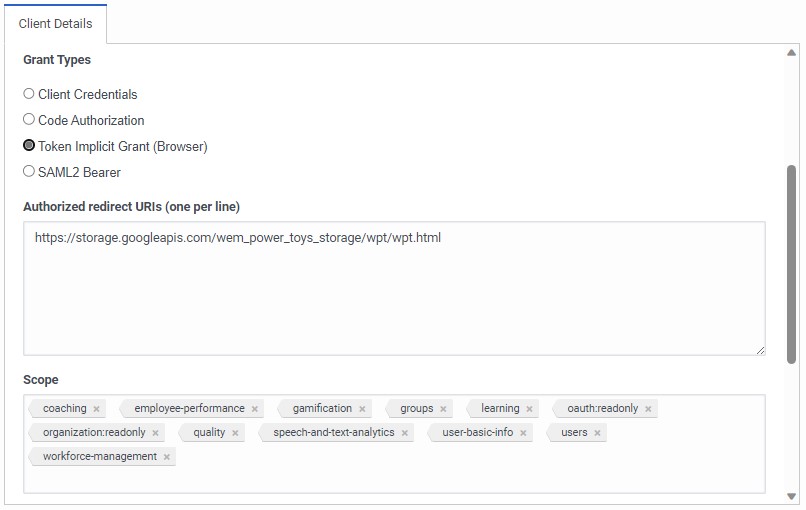 Client Details
Grant Types
Client Credentials
Code Authorization
Token Implicit Grant (Browser)
SAML2 Bearer
Authorized redirect URIs (one per line)
https://storage.googleapis.com/wem_power_toys_storage/wpt/wpt.html
Scope
coaching × employee-performance × gamification × groups × learning × oauth:readonly ×
organization:readonly × quality × speech-and-text-analytics × user-basic-info × users ×
workforce-management ×